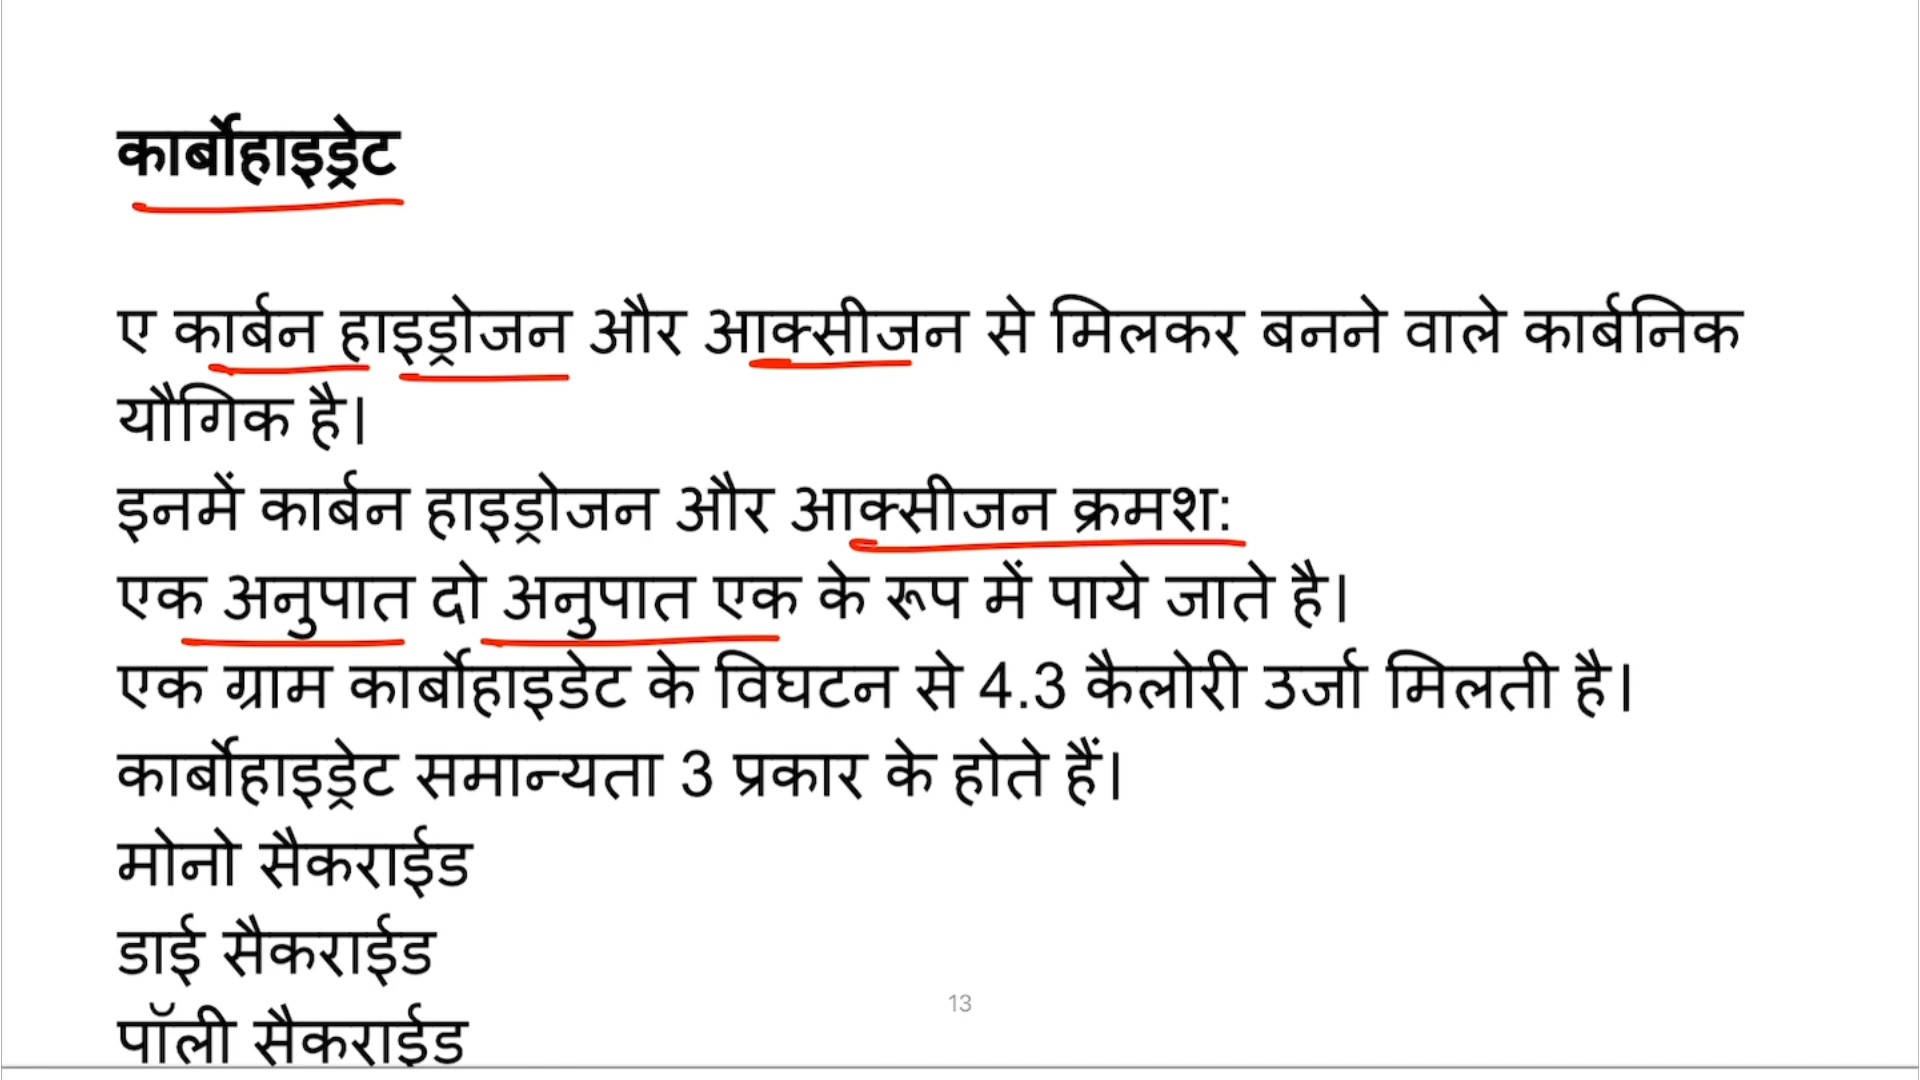 कार्बोहाइड्रेट
ए कार्बन हाइड्रोजन और आक्सीजन से मिलकर बनने वाले कार्बनिक
यौगिक है।
इनमें कार्बन हाइड्रोजन और आक्सीजन क्रमश:
एक अनुपात दो अनुपात एक के रूप में पाये जाते है।
एक ग्राम कार्बोहाइडेट के विघटन से 4.3 कैलोरी उर्जा मिलती है।
कार्बोहाइड्रेट समान्यता 3 प्रकार के होते हैं।
मोनो सैकराईड
डाई सैकराईड
पॉली सैकराईड
13